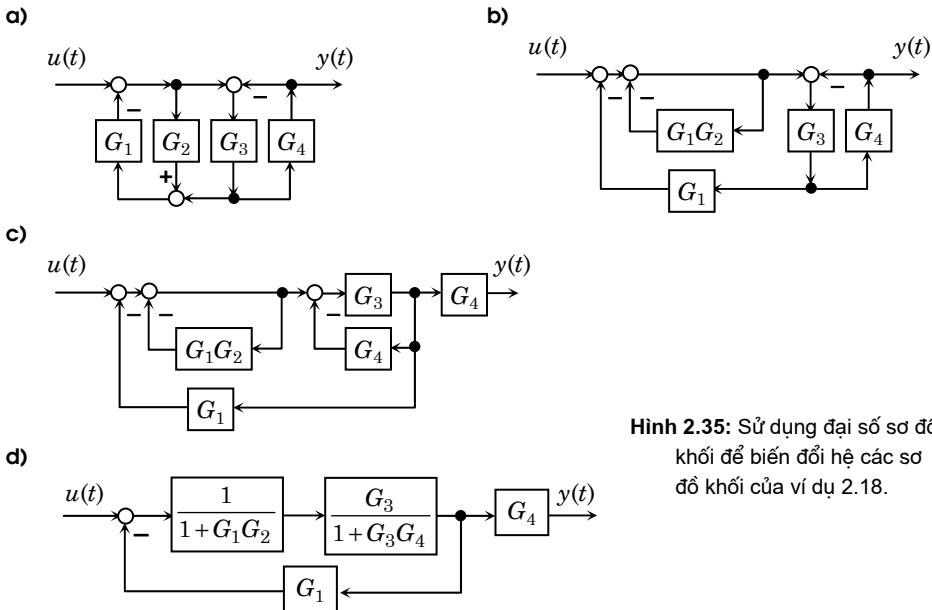 a)
u(t)
y(t)
−
−
G₁
G₂
G₃
G₄
+
b)
u(t)
y(t)
−
−
−
G₁G₂
G₃
G₄
G₁
c)
u(t)
y(t)
G₃
G₄
−
−
−
G₁G₂
G₄
G₁
Hình 2.35: Sử dụng đại số sơ đồ
khối để biến đổi hệ các sơ
đồ khối của ví dụ 2.18.
d)
u(t)
y(t)
1
1+G₁G₂
G₃
1+G₃G₄
G₄
−
G₁